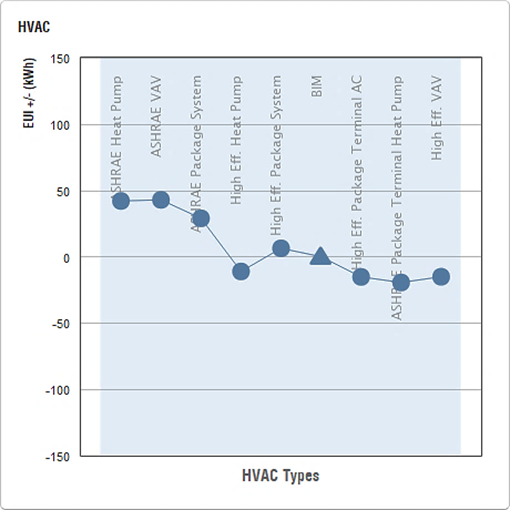 HVAC
EUI +/- (kWh)
150
100
50
0
-50
-100
-150
ASHRAE Heat Pump
ASHRAE VAV
ASHRAE Package System
High Eff. Heat Pump
High Eff. Package System
BIM
High Eff. Package Terminal AC
ASHRAE Package Terminal Heat Pump
High Eff. VAV
HVAC Types